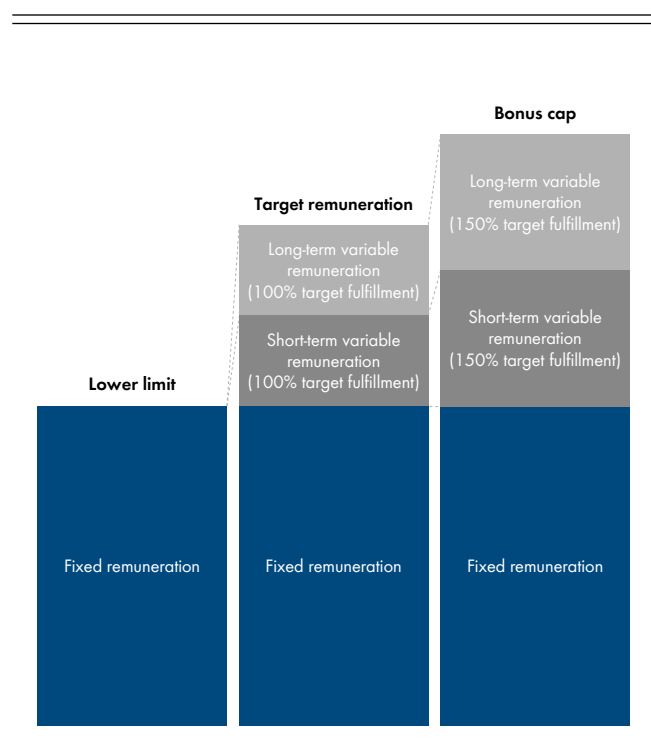 Bonus cap
Long-term variable
remuneration
(150% target fulfillment)
Target remuneration
Long-term variable
remuneration
(100% target fulfillment)
Short-term variable
remuneration
(150% target fulfillment)
Short-term variable
remuneration
(100% target fulfillment)
Lower limit
Fixed remuneration
Fixed remuneration
Fixed remuneration